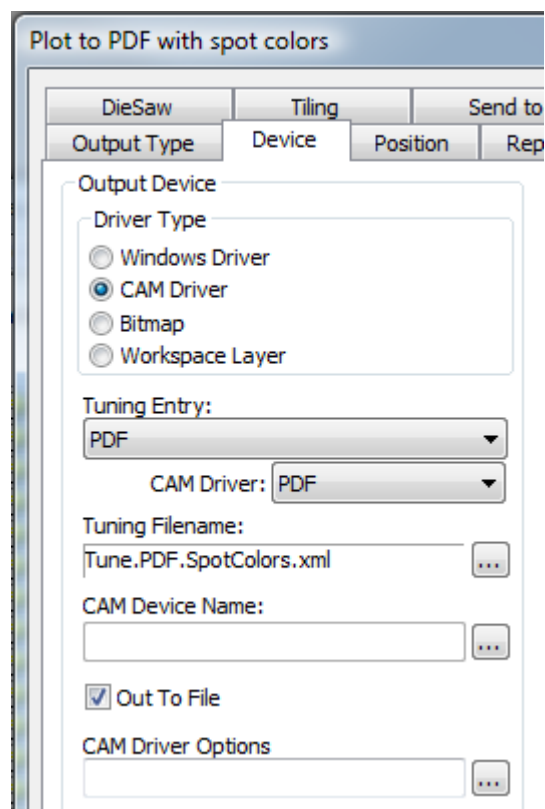 Plot to PDF with spot colors
DieSaw Tiling Send to
Output Type Device Position Rep
Output Device
Driver Type
Windows Driver
CAM Driver
Bitmap
Workspace Layer
Tuning Entry:
PDF
CAM Driver: PDF
Tuning Filename:
Tune.PDF.SpotColors.xml
...
CAM Device Name:
...
Out To File
CAM Driver Options
...